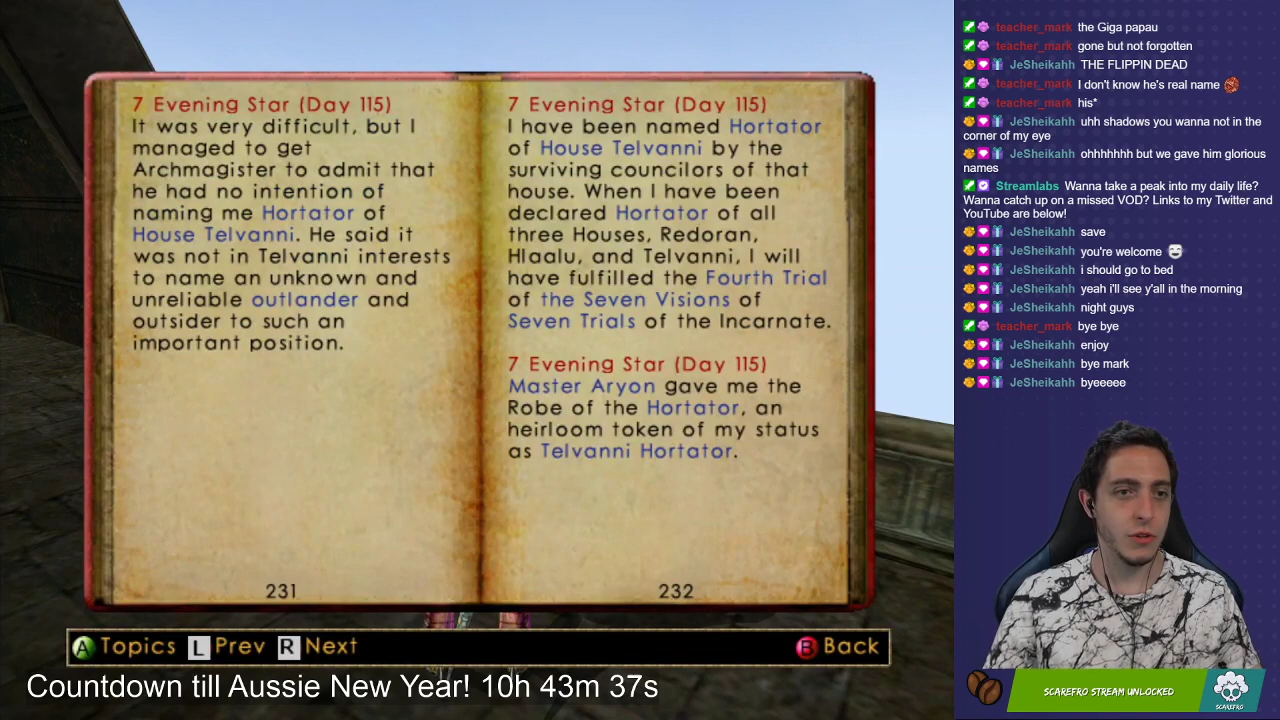 7 Evening Star (Day 115)
It was very difficult, but I
managed to get
Archmagister to admit that
he had no intention of
naming me Hortator of
House Telvanni. He said it
was not in Telvanni interests
to name an unknown and
unreliable outlander and
outsider to such an
important position.
231
7 Evening Star (Day 115)
I have been named Hortator
of House Telvanni by the
surviving councilors of that
house. When I have been
declared Hortator of all
three Houses, Redoran,
Hlaalu, and Telvanni, I will
have fulfilled the Fourth Trial
of the Seven Visions of
Seven Trials of the Incarnate.
7 Evening Star (Day 115)
Master Aryon gave me the
Robe of the Hortator, an
heirloom token of my status
as Telvanni Hortator.
232
A Topics L Prev R Next B Back
Countdown till Aussie New Year! 10h 43m 37s
teacher_mark the Giga papau
teacher_mark gone but not forgotten
JeSheikahh THE FLIPPIN DEAD
teacher_mark I don't know he's real name
teacher_mark his*
JeSheikahh uhh shadows you wanna not in the
corner of my eye
JeSheikahh ohhhhhhh but we gave him glorious
names
Streamlabs Wanna take a peak into my daily life?
Wanna catch up on a missed VOD? Links to my Twitter and
YouTube are below!
JeSheikahh save
JeSheikahh you're welcome
JeSheikahh i should go to bed
JeSheikahh yeah i'll see y'all in the morning
JeSheikahh night guys
teacher_mark bye bye
JeSheikahh enjoy
JeSheikahh bye mark
JeSheikahh byeeeee
SCAREFRO STREAM UNLOCKED
SCAREFRO